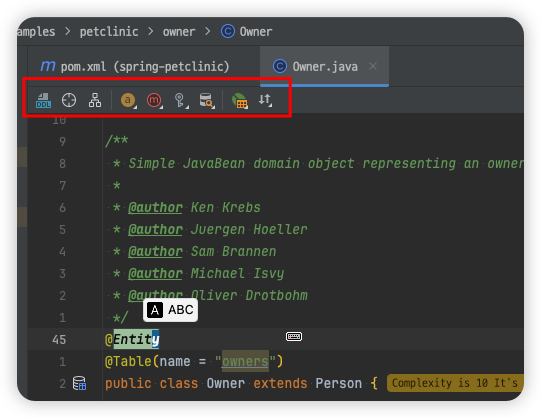 amples > petclinic > owner > © Owner
m pom.xml (spring-petclinic) © Owner.java ×
DDL a m
10
9 /**
8 * Simple JavaBean domain object representing an owner
7 *
6 * @author Ken Krebs
5 * @author Juergen Hoeller
4 * @author Sam Brannen
3 * @author Michael Isvy
2 * @author Oliver Drotbohm
A ABC
1 */
45 @Entity
1 @Table(name = "owners")
2 public class Owner extends Person { Complexity is 10 It's